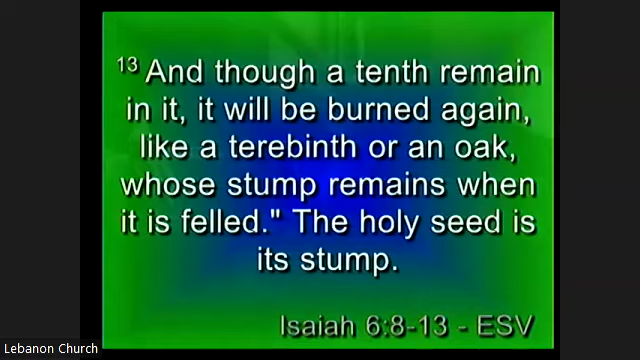 13 And though a tenth remain
in it, it will be burned again,
like a terebinth or an oak,
whose stump remains when
it is felled." The holy seed is
its stump.
Isaiah 6:8-13 - ESV
Lebanon Church